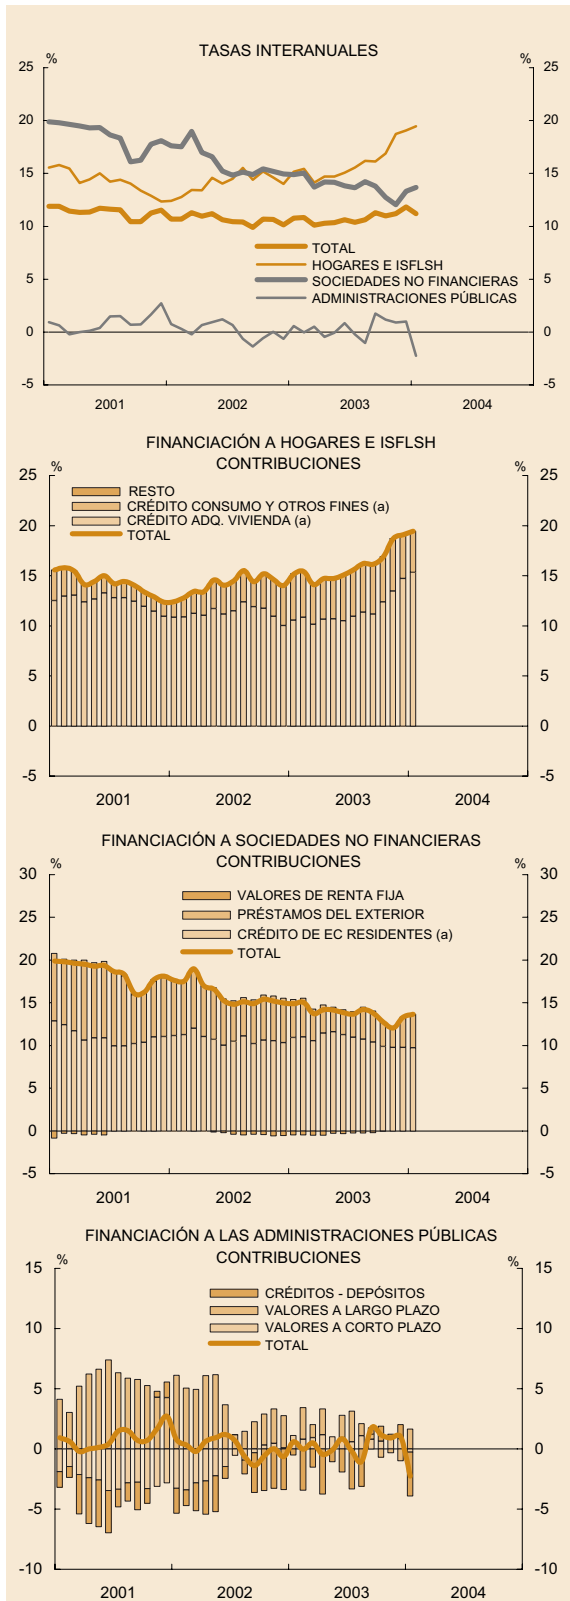 TASAS INTERANUALES
% %
25 25
20 20
15 15
10 10
TOTAL
HOGARES E ISFLSH
5 5
SOCIEDADES NO FINANCIERAS
ADMINISTRACIONES PÚBLICAS
0 0
-5 -5
2001 2002 2003 2004
FINANCIACIÓN A HOGARES E ISFLSH
CONTRIBUCIONES
% %
25 25
RESTO
CRÉDITO CONSUMO Y OTROS FINES (a)
CRÉDITO ADQ. VIVIENDA (a)
TOTAL
20 20
15 15
10 10
5 5
0 0
-5 -5
2001 2002 2003 2004
FINANCIACIÓN A SOCIEDADES NO FINANCIERAS
CONTRIBUCIONES
% %
30 30
VALORES DE RENTA FIJA
25 25
PRÉSTAMOS DEL EXTERIOR
CRÉDITO DE EC RESIDENTES (a)
TOTAL
20 20
15 15
10 10
5 5
0 0
-5 -5
2001 2002 2003 2004
FINANCIACIÓN A LAS ADMINISTRACIONES PÚBLICAS
CONTRIBUCIONES
% %
15 15
CRÉDITOS - DEPÓSITOS
VALORES A LARGO PLAZO
VALORES A CORTO PLAZO
10 10
TOTAL
5 5
0 0
-5 -5
-10 -10
2001 2002 2003 2004